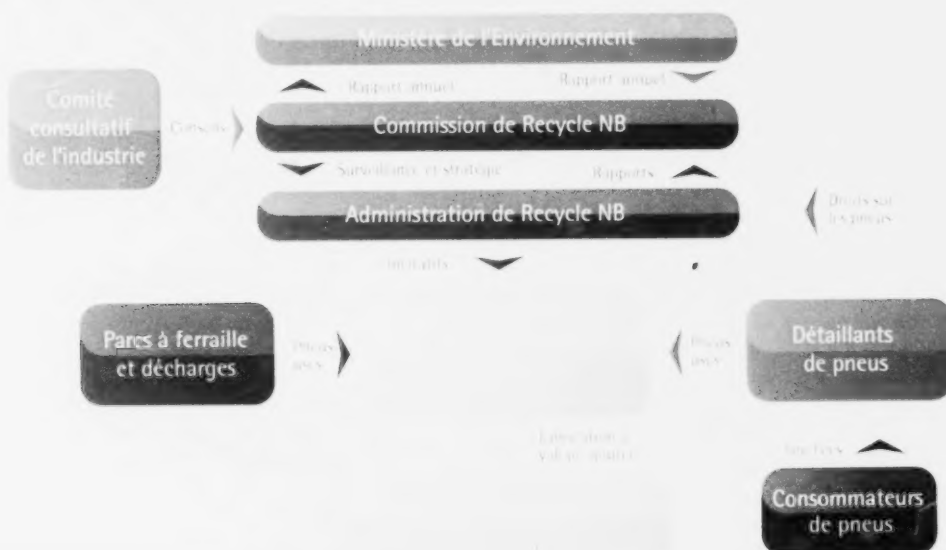 Ministère de l'Environnement
Rapport annuel
Rapport annuel
Comité
consultatif
de l'industrie
Commission de Recycle NB
Surveillance et stratégie
Rapports
Administration de Recycle NB
Droits sur
les pneus
Parcs à ferraille
et décharges
Pneus
usés
Pneus
usés
Détaillants
de pneus
Consommateurs
de pneus